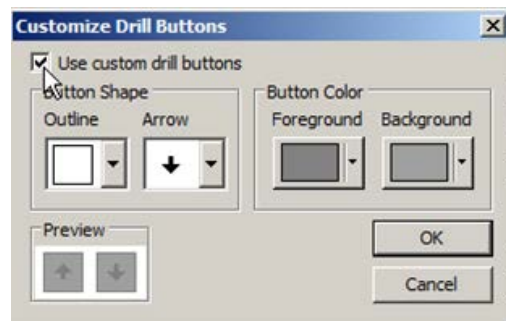 Customize Drill Buttons
Use custom drill buttons
Button Shape
Outline Arrow
Button Color
Foreground Background
Preview
OK
Cancel